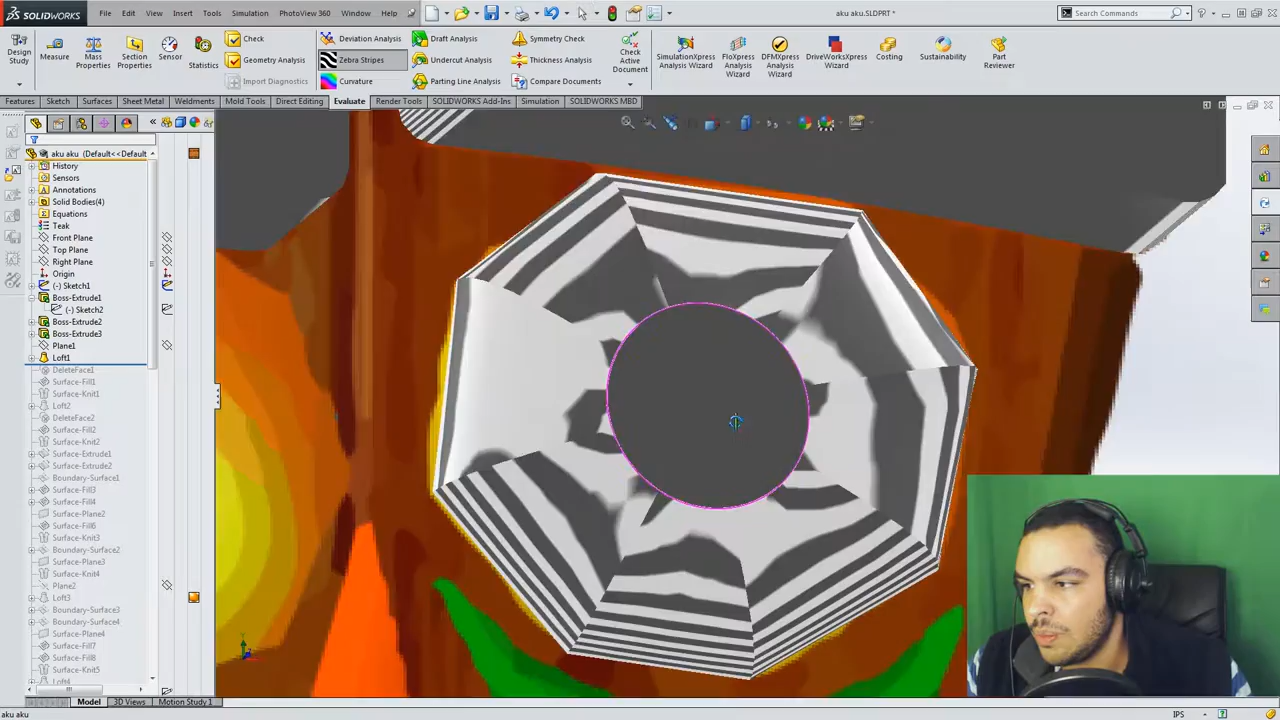 SOLIDWORKS File Edit View Insert Tools Simulation PhotoView 360 Window Help aku aku.SLDPRT * Search Commands
Design Study Measure Mass Properties Section Properties Sensor Statistics Check Geometry Analysis Import Diagnostics Deviation Analysis Zebra Stripes Curvature Draft Analysis Undercut Analysis Parting Line Analysis Symmetry Check Thickness Analysis Compare Documents Check Active Document SimulationXpress Analysis Wizard FloXpress Analysis Wizard DFMXpress Analysis Wizard DriveWorksXpress Wizard Costing Sustainability Part Reviewer
Features Sketch Surfaces Sheet Metal Weldments Mold Tools Direct Editing Evaluate Render Tools SOLIDWORKS Add-Ins Simulation SOLIDWORKS MBD
aku aku (Default<<Default
History
Sensors
Annotations
Solid Bodies(4)
Equations
Teak
Front Plane
Top Plane
Right Plane
Origin
(-) Sketch1
Boss-Extrude1
(-) Sketch2
Boss-Extrude2
Boss-Extrude3
Plane1
Loft1
DeleteFace1
Surface-Fill1
Surface-Knit1
Loft2
DeleteFace2
Surface-Fill2
Surface-Knit2
Surface-Extrude1
Surface-Extrude2
Boundary-Surface1
Surface-Fill3
Surface-Fill4
Surface-Plane2
Surface-Fill6
Surface-Knit3
Boundary-Surface2
Surface-Plane3
Surface-Knit4
Plane2
Loft3
Boundary-Surface3
Boundary-Surface4
Surface-Plane4
Surface-Fill7
Surface-Fill8
Surface-Knit5
Loft4
Model 3D Views Motion Study 1
aku aku IPS